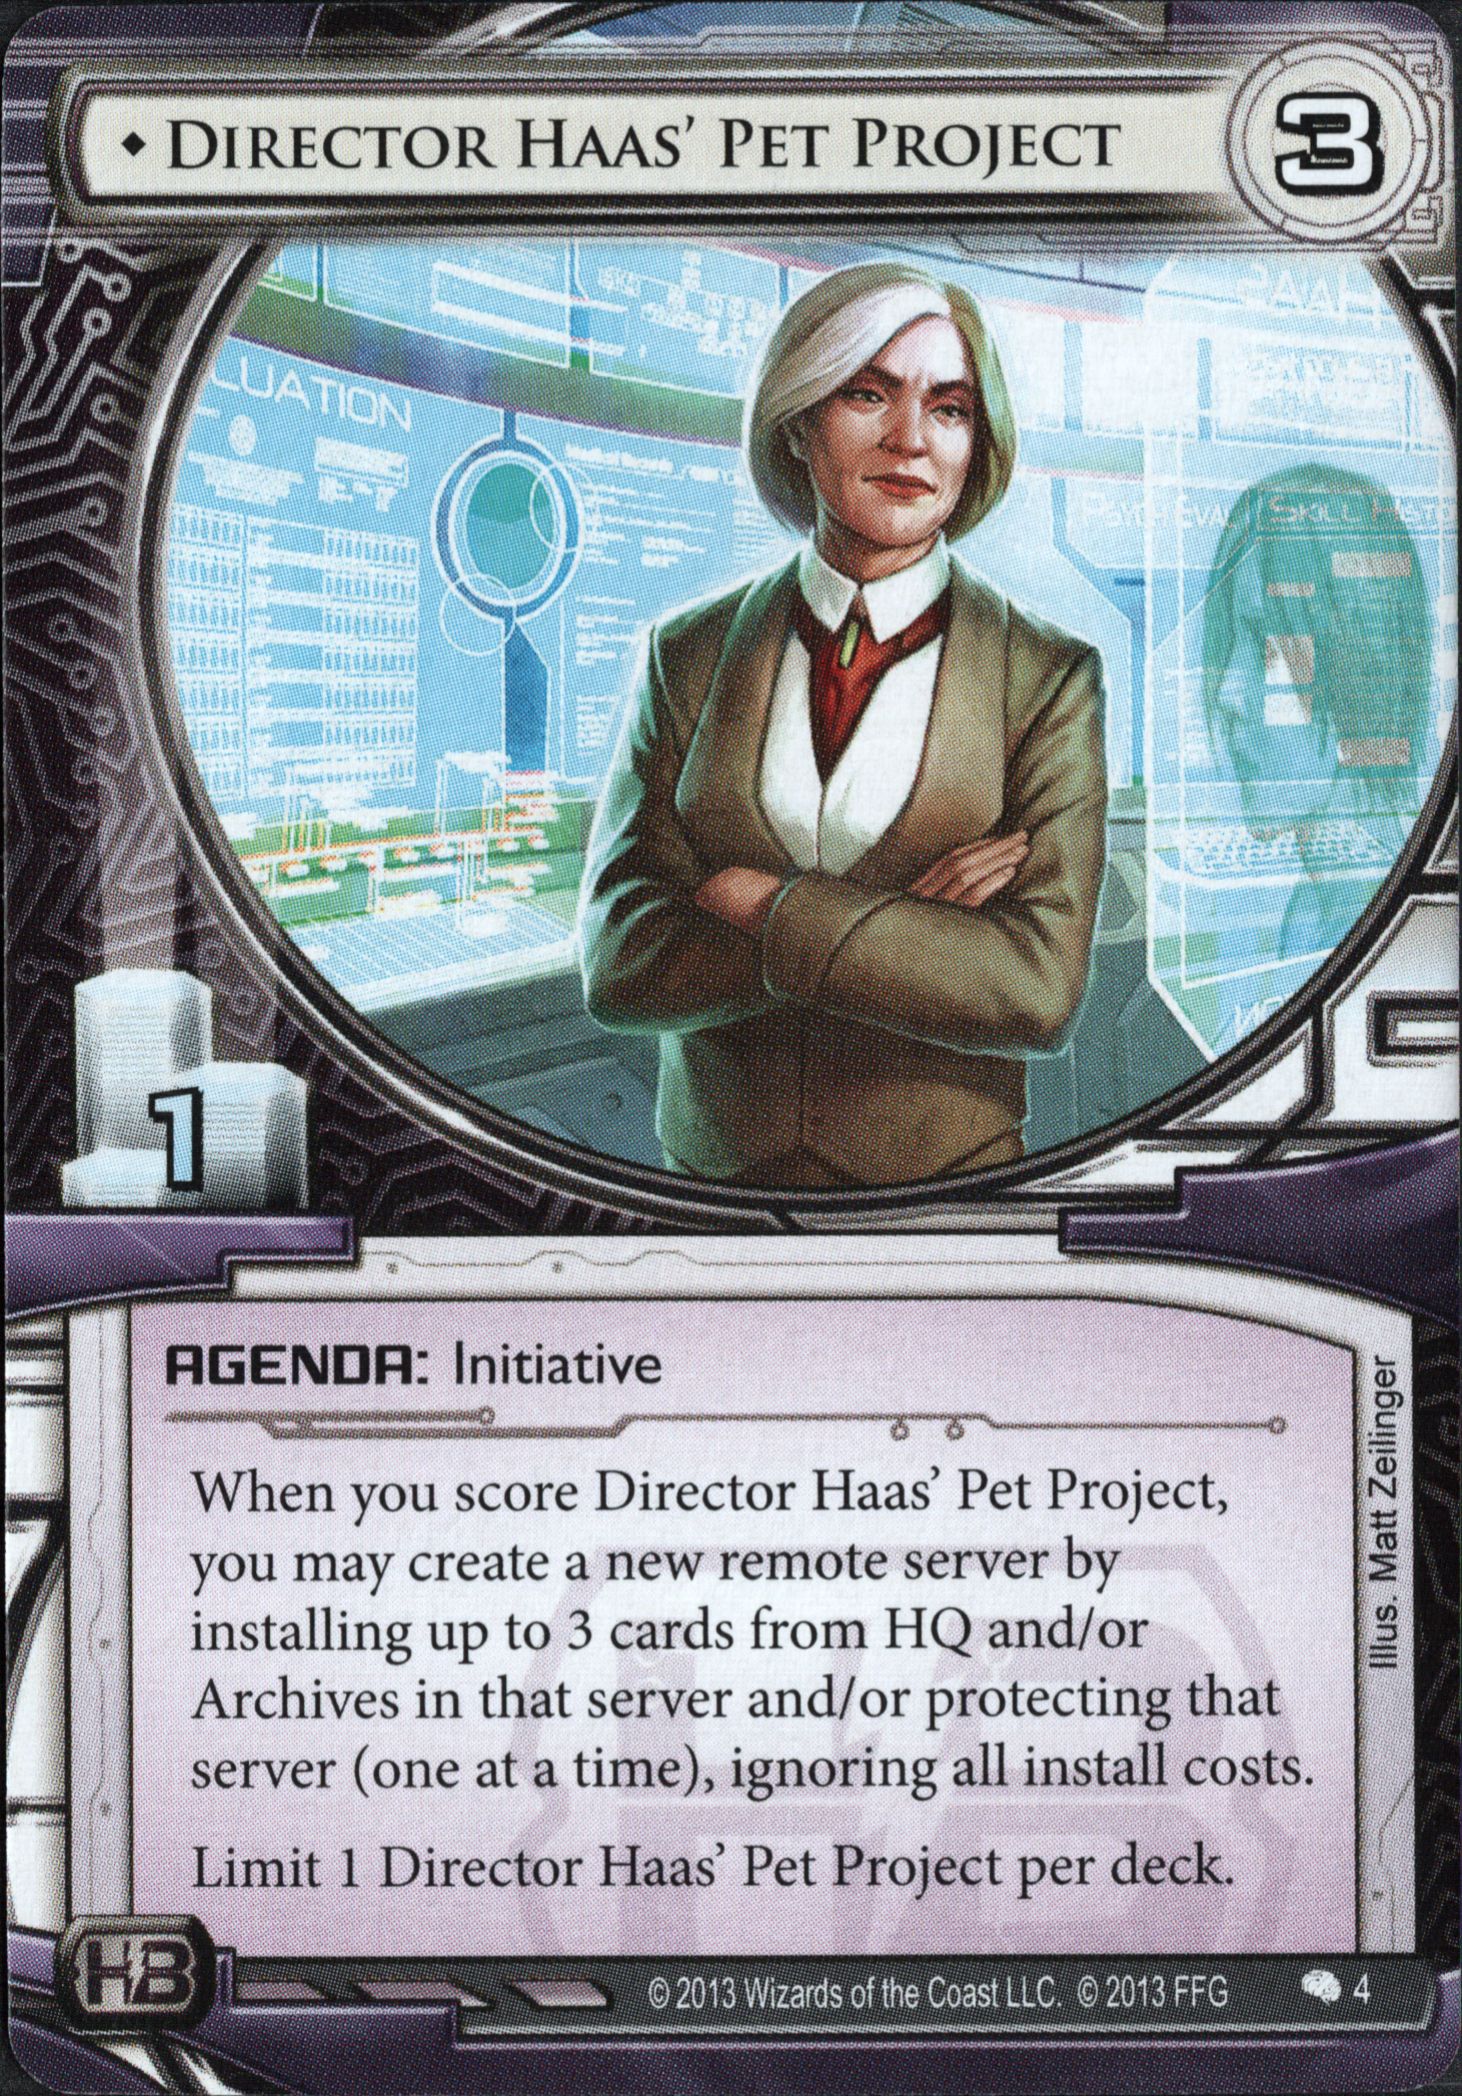 ♦ Director Haas’ Pet Project
3
LUATION
HAAS
Skill
1
AGENDA: Initiative
When you score Director Haas’ Pet Project,
you may create a new remote server by
installing up to 3 cards from HQ and/or
Archives in that server and/or protecting that
server (one at a time), ignoring all install costs.
Limit 1 Director Haas’ Pet Project per deck.
Illus. Matt Zeilinger
HB
© 2013 Wizards of the Coast LLC. © 2013 FFG
4